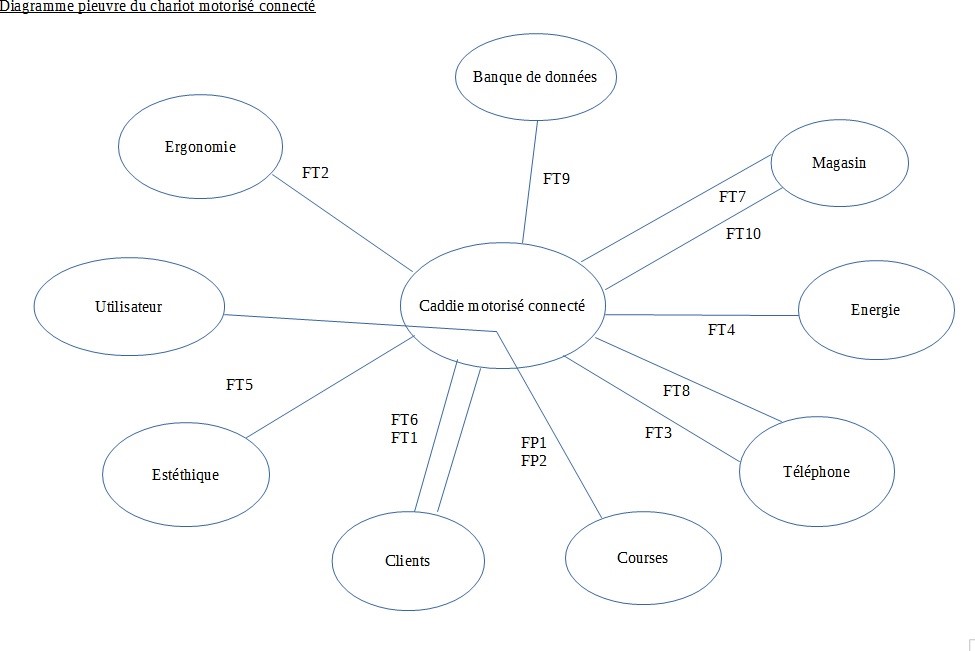 Diagramme pieuvre du chariot motorisé connecté
Banque de données
Ergonomie
Magasin
FT2
FT9
FT7
FT10
Utilisateur
Caddie motorisé connecté
Energie
FT4
FT5
FT8
FT6
FT1
FT3
FP1
FP2
Estéthique
Téléphone
Clients
Courses